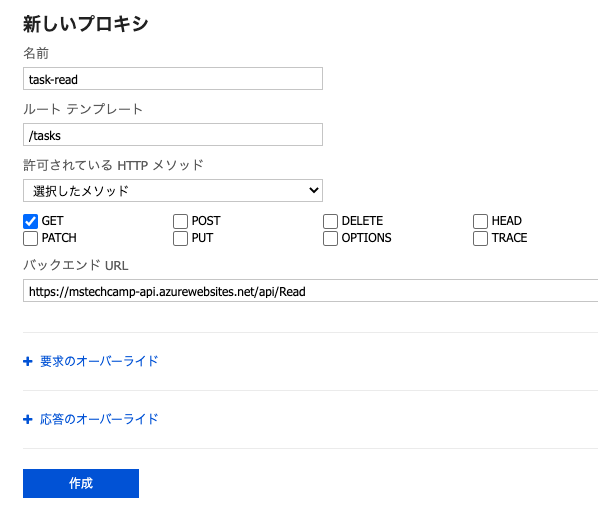 新しいプロキシ
名前
task-read
ルート テンプレート
/tasks
許可されている HTTP メソッド
選択したメソッド
GET POST DELETE HEAD
PATCH PUT OPTIONS TRACE
バックエンド URL
https://mstechcamp-api.azurewebsites.net/api/Read
+ 要求のオーバーライド
+ 応答のオーバーライド
作成